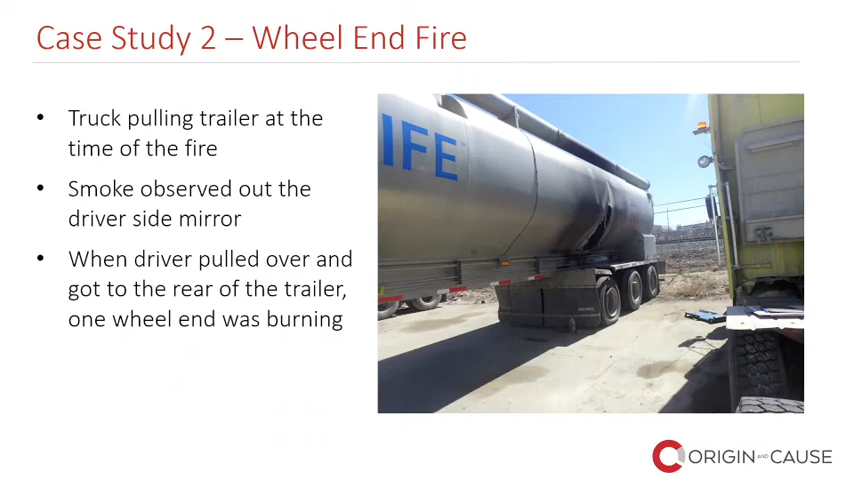 Case Study 2 – Wheel End Fire
• Truck pulling trailer at the
time of the fire
• Smoke observed out the
driver side mirror
• When driver pulled over and
got to the rear of the trailer,
one wheel end was burning
IFE
ORIGIN AND CAUSE